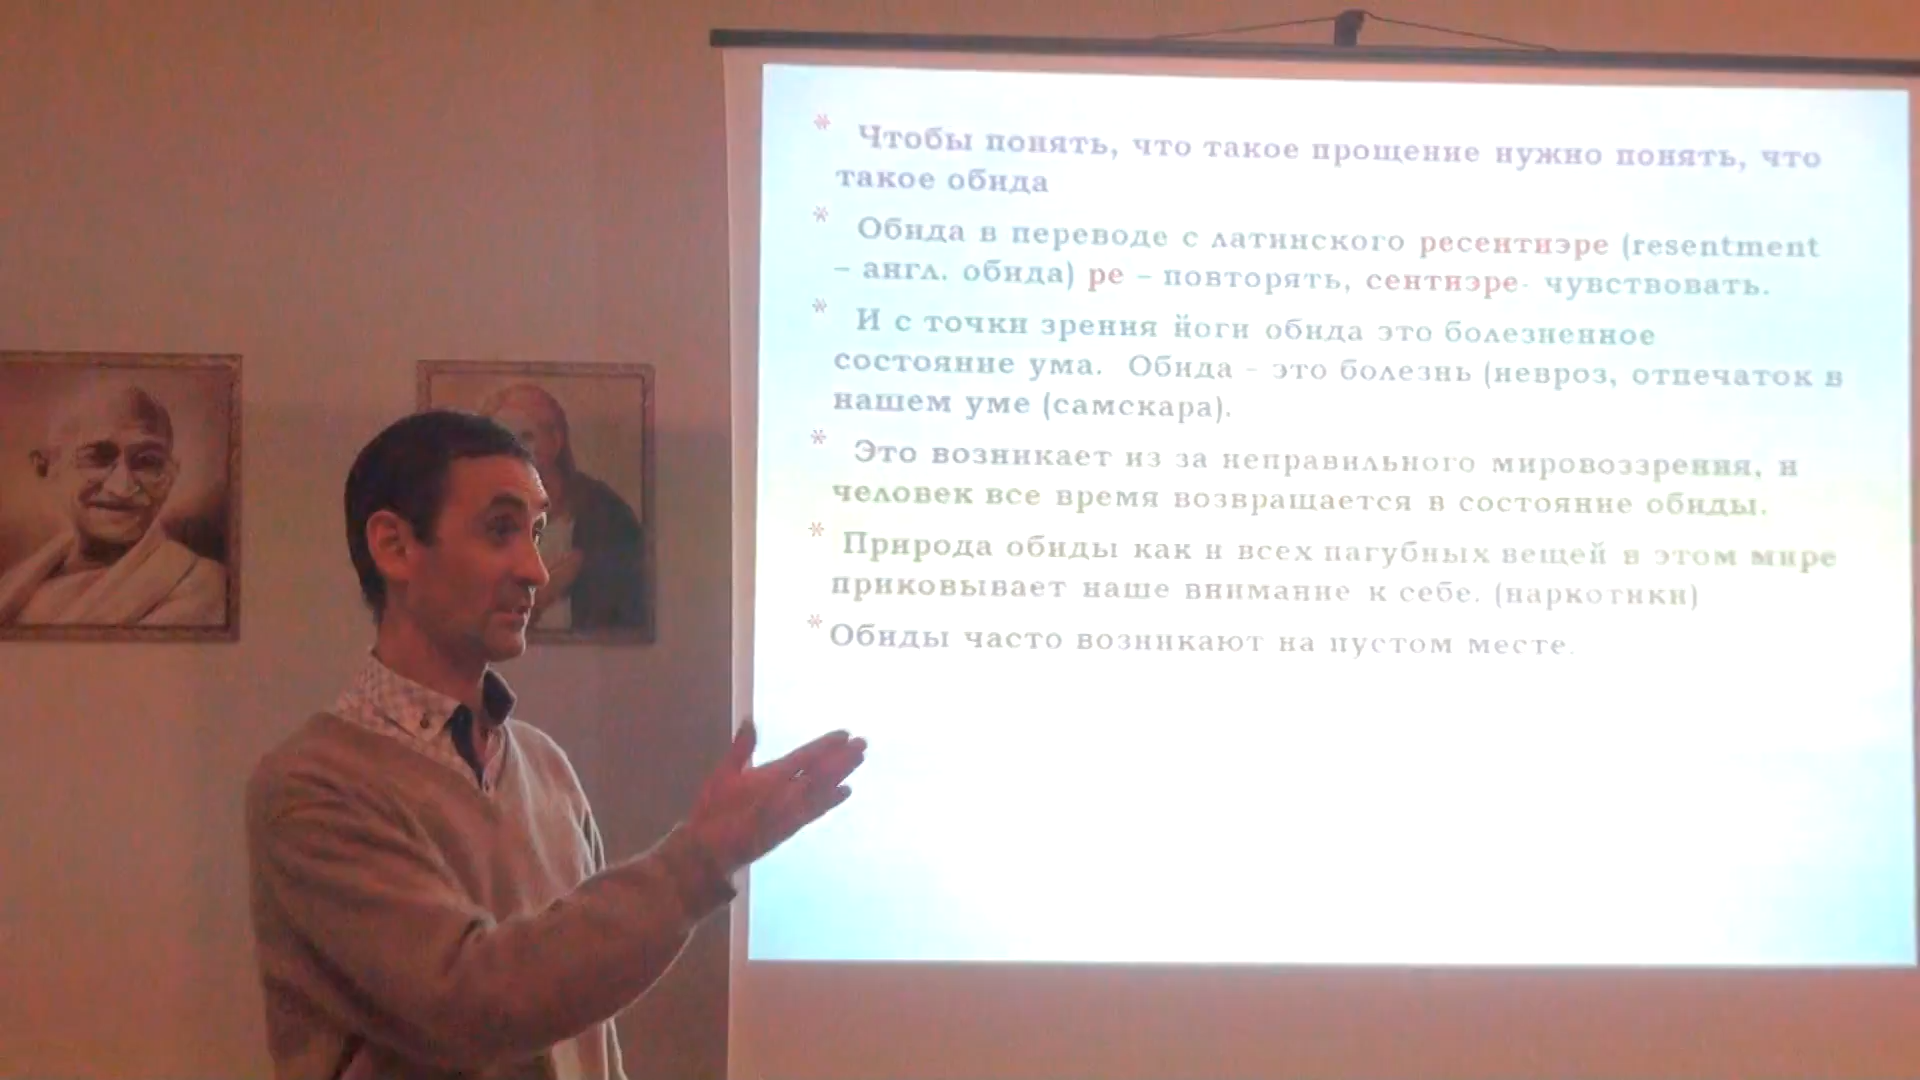 * Чтобы понять, что такое прощение нужно понять, что
такое обида
* Обида в переводе с латинского ресентиэре (resentment
– англ. обида) ре – повторять, сентиэре- чувствовать.
* И с точки зрения йоги обида это болезненное
состояние ума. Обида – это болезнь (невроз, отпечаток в
нашем уме (самскара).
* Это возникает из за неправильного мировоззрения, и
человек все время возвращается в состояние обиды.
* Природа обиды как и всех пагубных вещей в этом мире
приковывает наше внимание к себе. (наркотики)
* Обиды часто возникают на пустом месте.